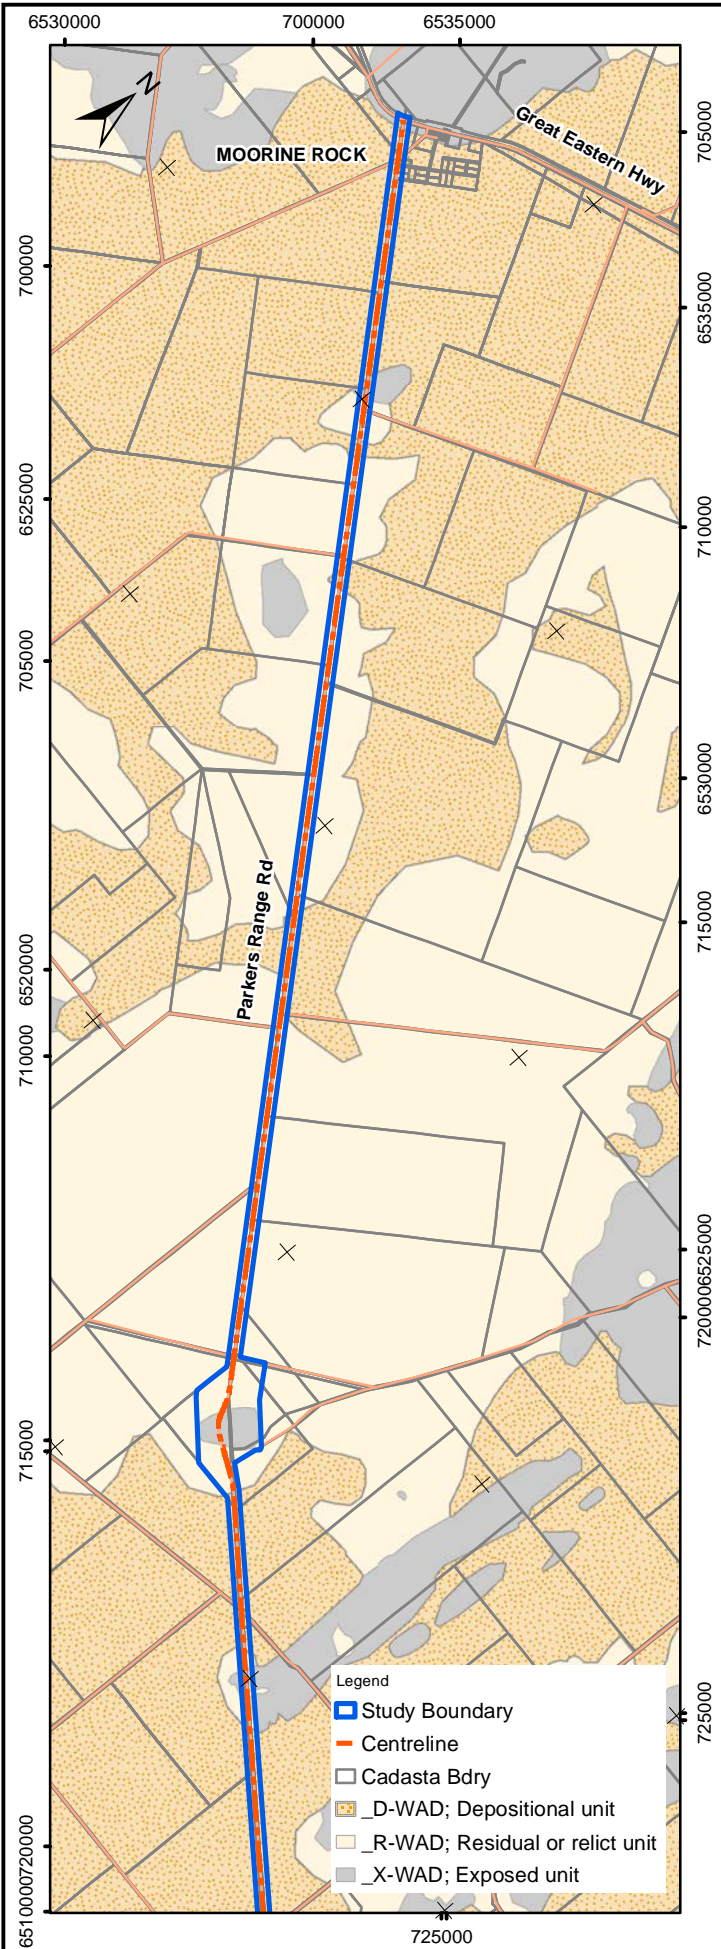 6530000
700000
6535000
N
MOORINE ROCK
Great Eastern Hwy
705000
700000
6535000
6525000
710000
705000
6530000
Parkers Range Rd
715000
6520000
710000
6525000
720000
715000
Legend
Study Boundary
Centreline
Cadasta Bdry
_D-WAD; Depositional unit
_R-WAD; Residual or relict unit
_X-WAD; Exposed unit
725000
720000
6510000
725000